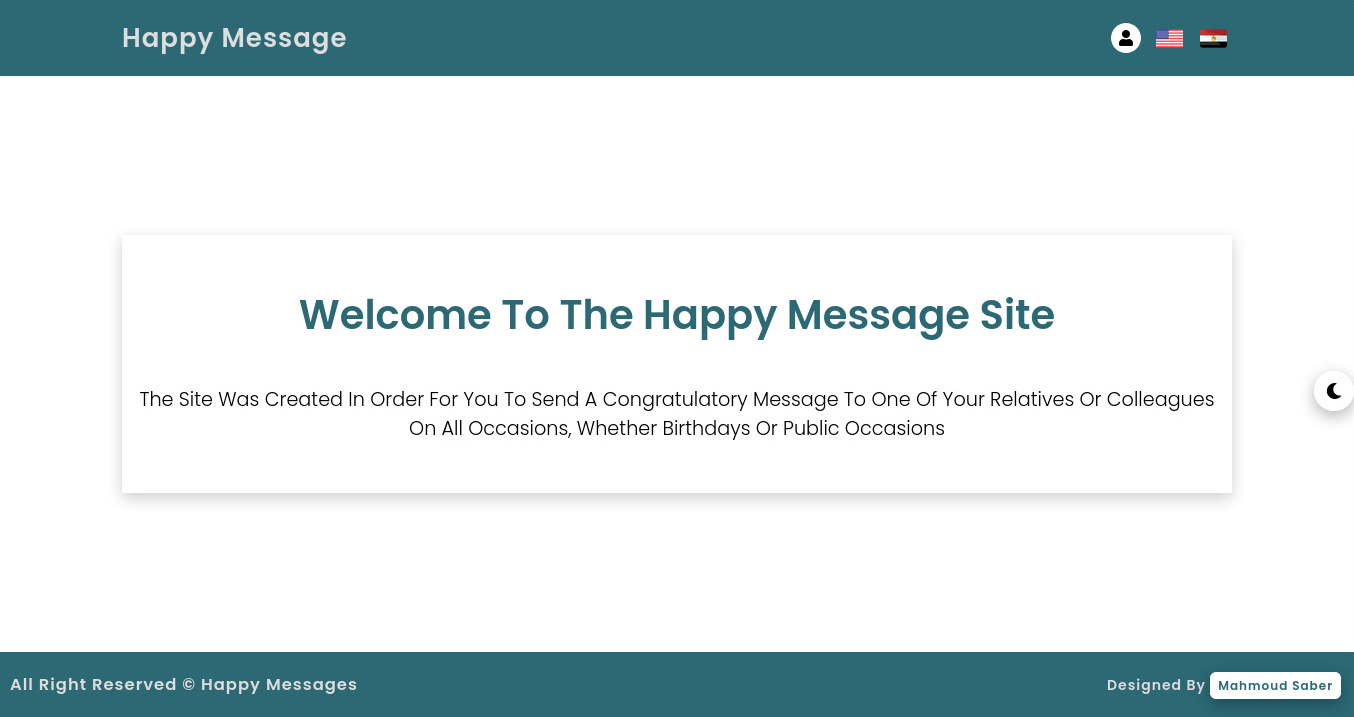 Happy Message
Welcome To The Happy Message Site
The Site Was Created In Order For You To Send A Congratulatory Message To One Of Your Relatives Or Colleagues
On All Occasions, Whether Birthdays Or Public Occasions
All Right Reserved © Happy Messages
Designed By Mahmoud Saber